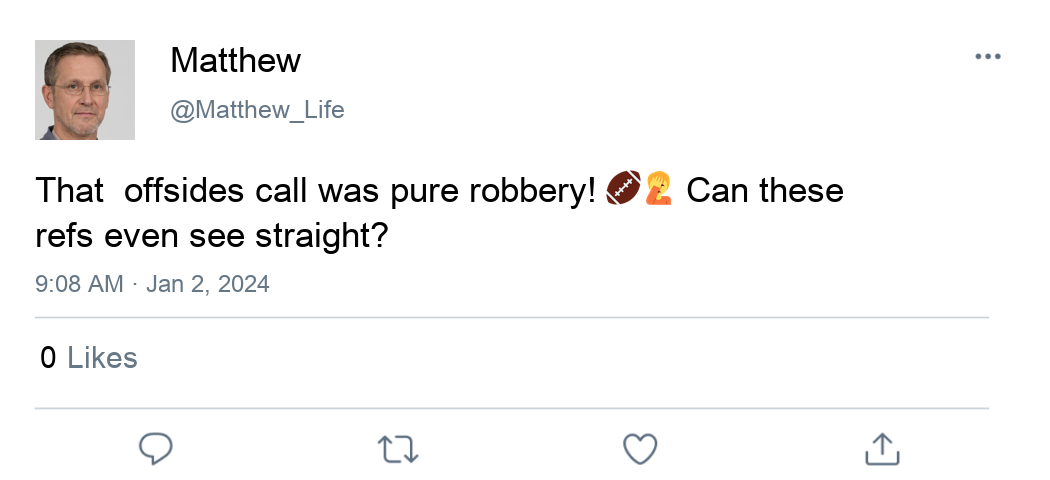 Matthew
@Matthew_Life
That  offsides call was pure robbery! 🏈🤦 Can these
refs even see straight?
9:08 AM · Jan 2, 2024
0 Likes